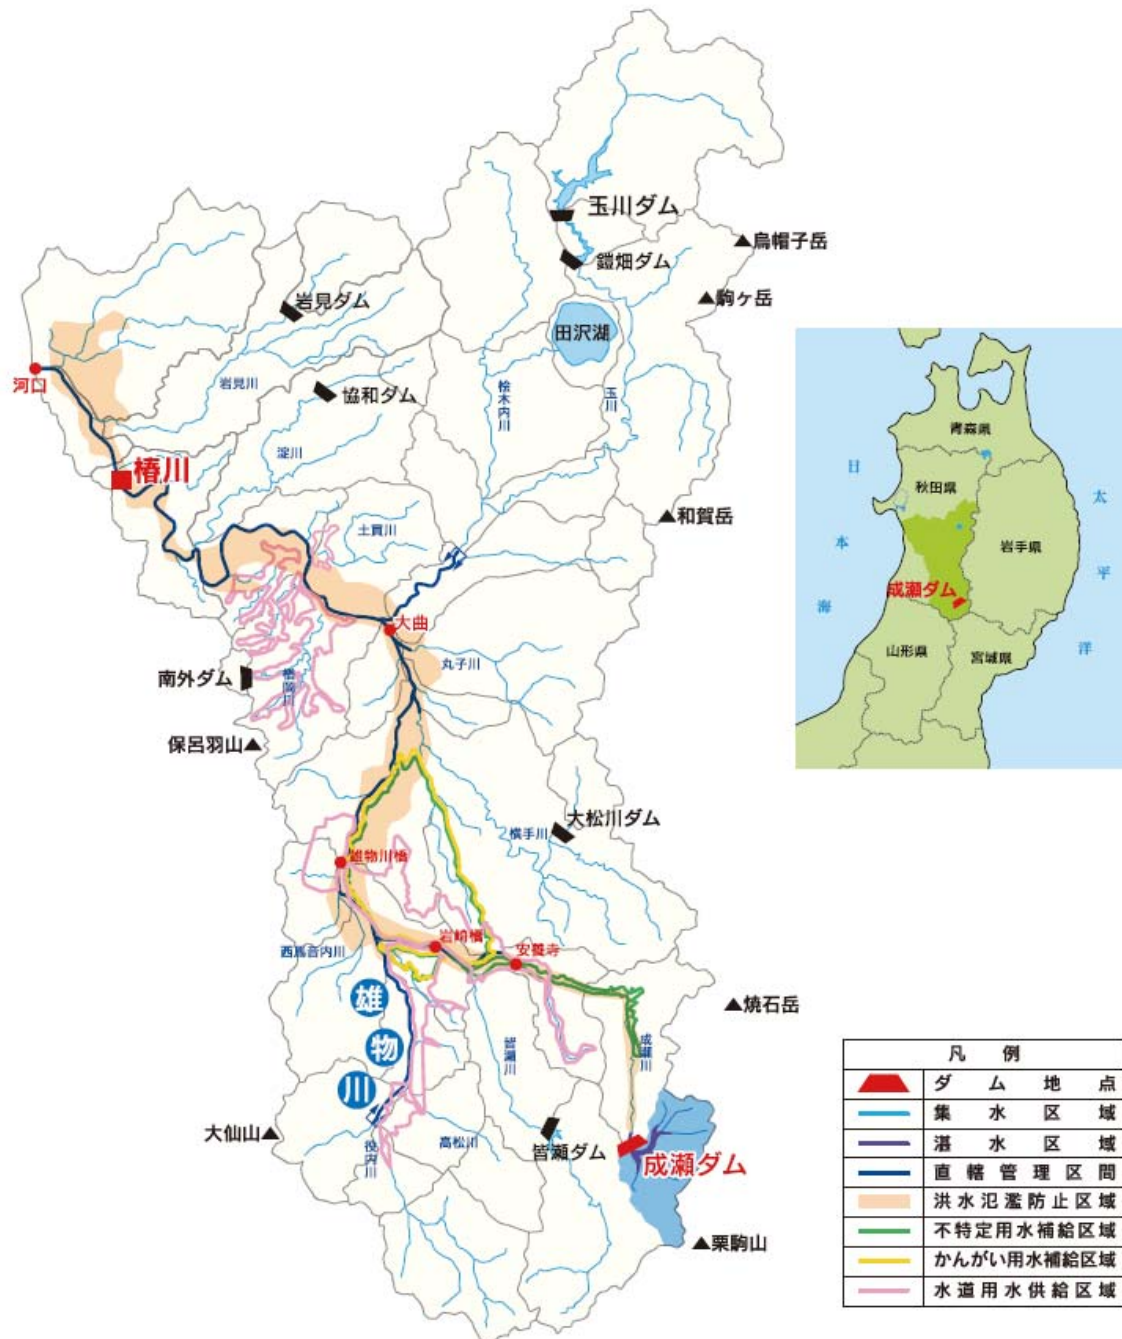 玉川ダム
▲烏帽子岳
鎧畑ダム
▲駒ヶ岳
岩見ダム
田沢湖
河口
岩見川
協和ダム
桧木内川
玉川
淀川
椿川
土買川
▲和賀岳
大曲
丸子川
南外ダム
楢岡川
保呂羽山▲
大松川ダム
横手川
雄物川橋
岩崎橋
安養寺
西馬音内川
▲焼石岳
雄
物
川
皆瀬川
成瀬川
大仙山▲
役内川
高松川
皆瀬ダム
成瀬ダム
▲栗駒山
青森県
日本海
秋田県
太平洋
岩手県
成瀬ダム
山形県
宮城県
凡例
ダム地点
集水区域
湛水区域
直轄管理区間
洪水氾濫防止区域
不特定用水補給区域
かんがい用水補給区域
水道用水供給区域